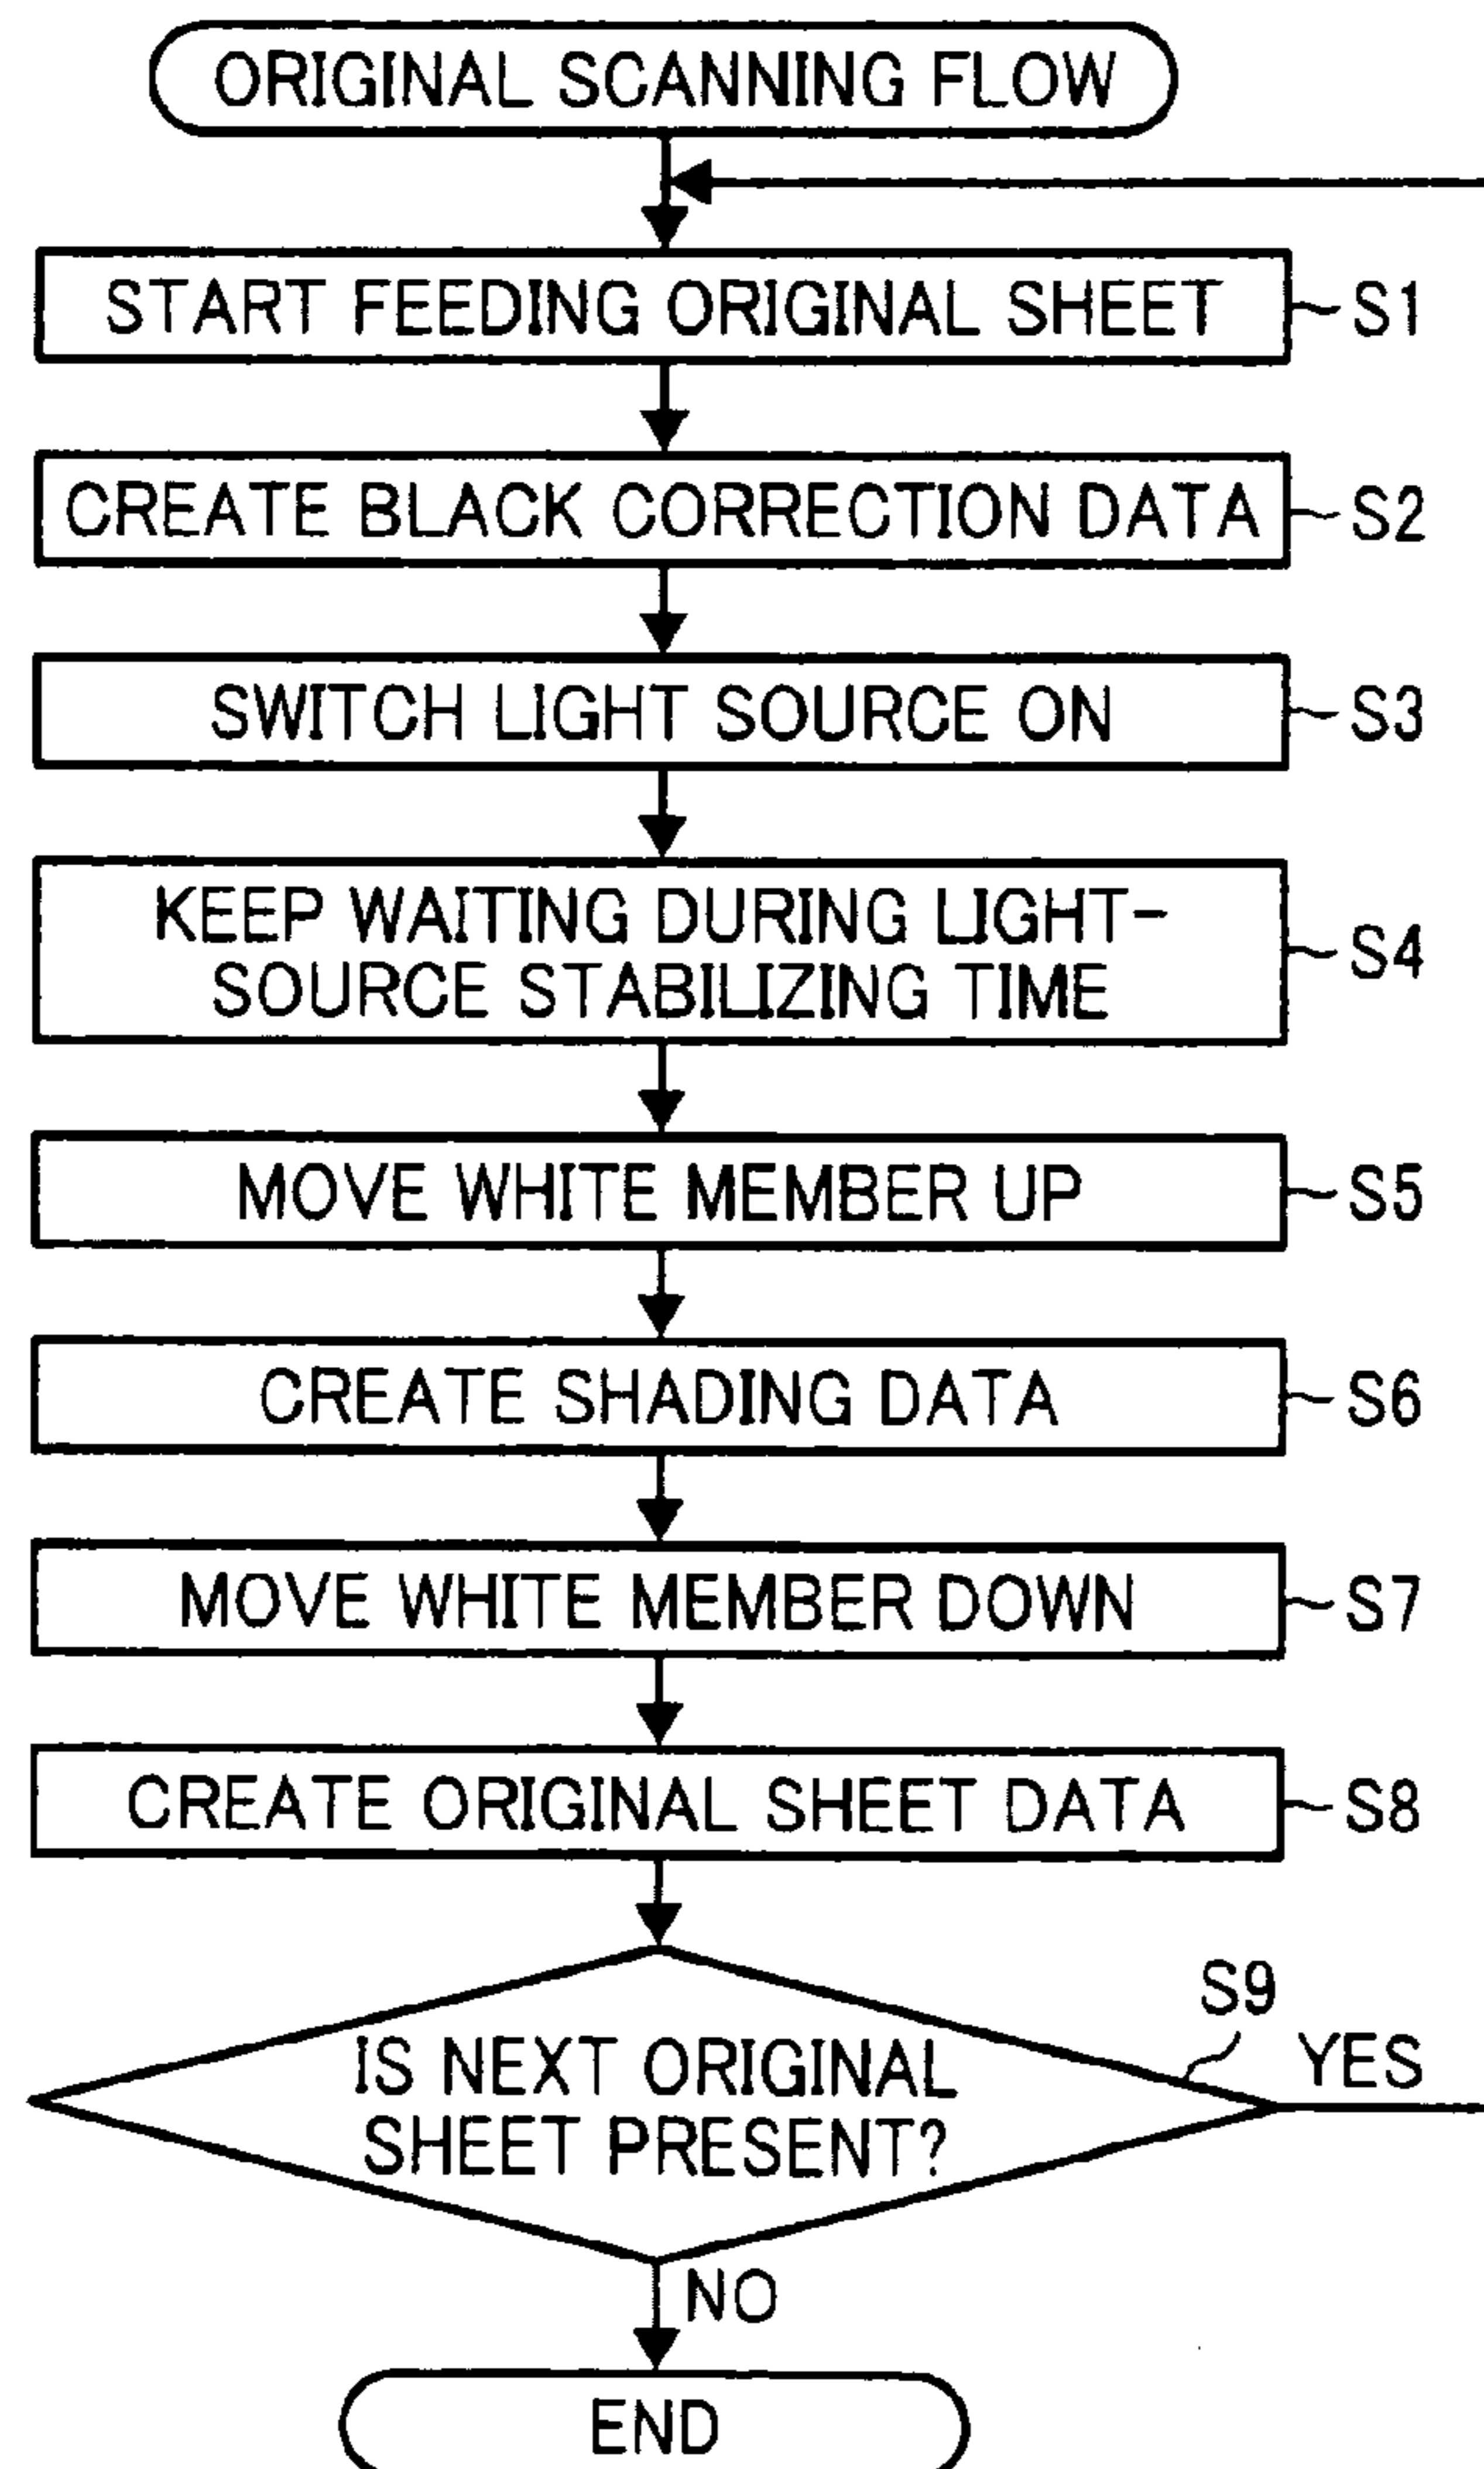 ORIGINAL SCANNING FLOW
START FEEDING ORIGINAL SHEET
S1
CREATE BLACK CORRECTION DATA
S2
SWITCH LIGHT SOURCE ON
S3
KEEP WAITING DURING LIGHT-
SOURCE STABILIZING TIME
S4
MOVE WHITE MEMBER UP
S5
CREATE SHADING DATA
S6
MOVE WHITE MEMBER DOWN
S7
CREATE ORIGINAL SHEET DATA
S8
S9
IS NEXT ORIGINAL
SHEET PRESENT?
YES
NO
END